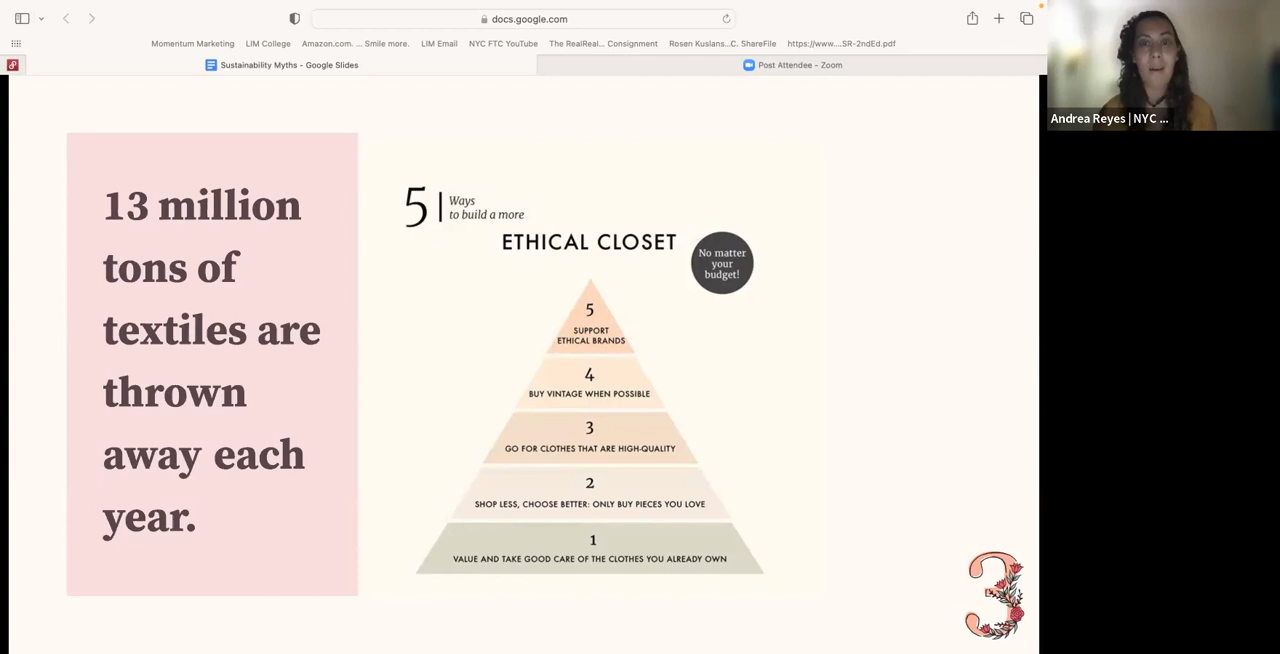 docs.google.com
Momentum Marketing
LIM College
Amazon.com. ... Smile more.
LIM Email
NYC FTC YouTube
The RealReal... Consignment
Rosen Kuslans...C. ShareFile
https://www....SR-2ndEd.pdf
Sustainability Myths - Google Slides
Post Attendee - Zoom
Andrea Reyes | NYC ...
13 million
tons of
textiles are
thrown
away each
year.
5
Ways
to build a more
ETHICAL CLOSET
No matter
your
budget!
5
SUPPORT
ETHICAL BRANDS
4
BUY VINTAGE WHEN POSSIBLE
3
GO FOR CLOTHES THAT ARE HIGH-QUALITY
2
SHOP LESS, CHOOSE BETTER: ONLY BUY PIECES YOU LOVE
1
VALUE AND TAKE GOOD CARE OF THE CLOTHES YOU ALREADY OWN
3